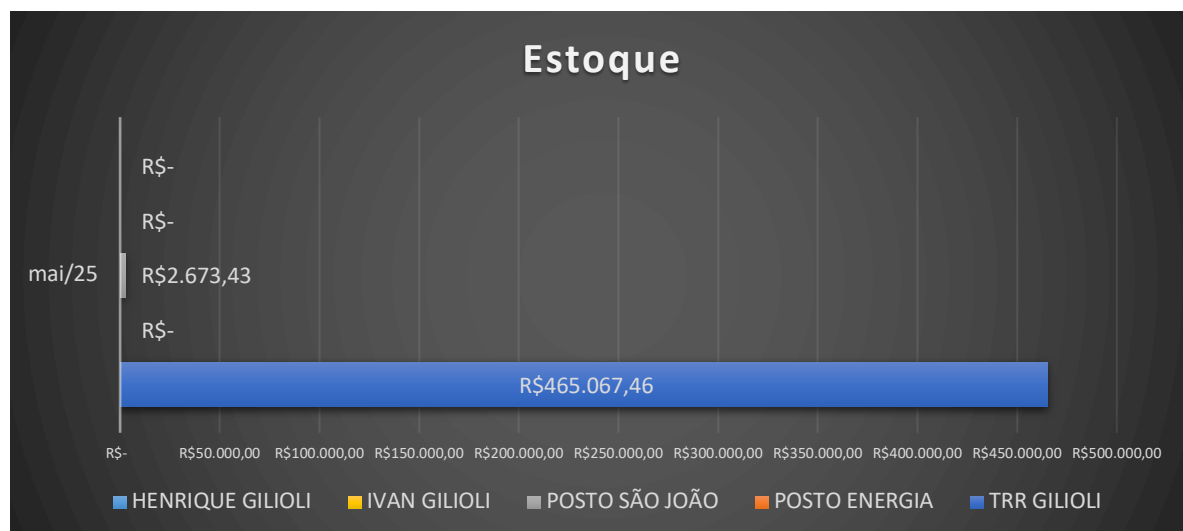 Estoque
R$-
R$-
mai/25 R$2.673,43
R$-
R$465.067,46
R$- R$50.000,00 R$100.000,00 R$150.000,00 R$200.000,00 R$250.000,00 R$300.000,00 R$350.000,00 R$400.000,00 R$450.000,00 R$500.000,00
HENRIQUE GILIOLI IVAN GILIOLI POSTO SÃO JOÃO POSTO ENERGIA TRR GILIOLI